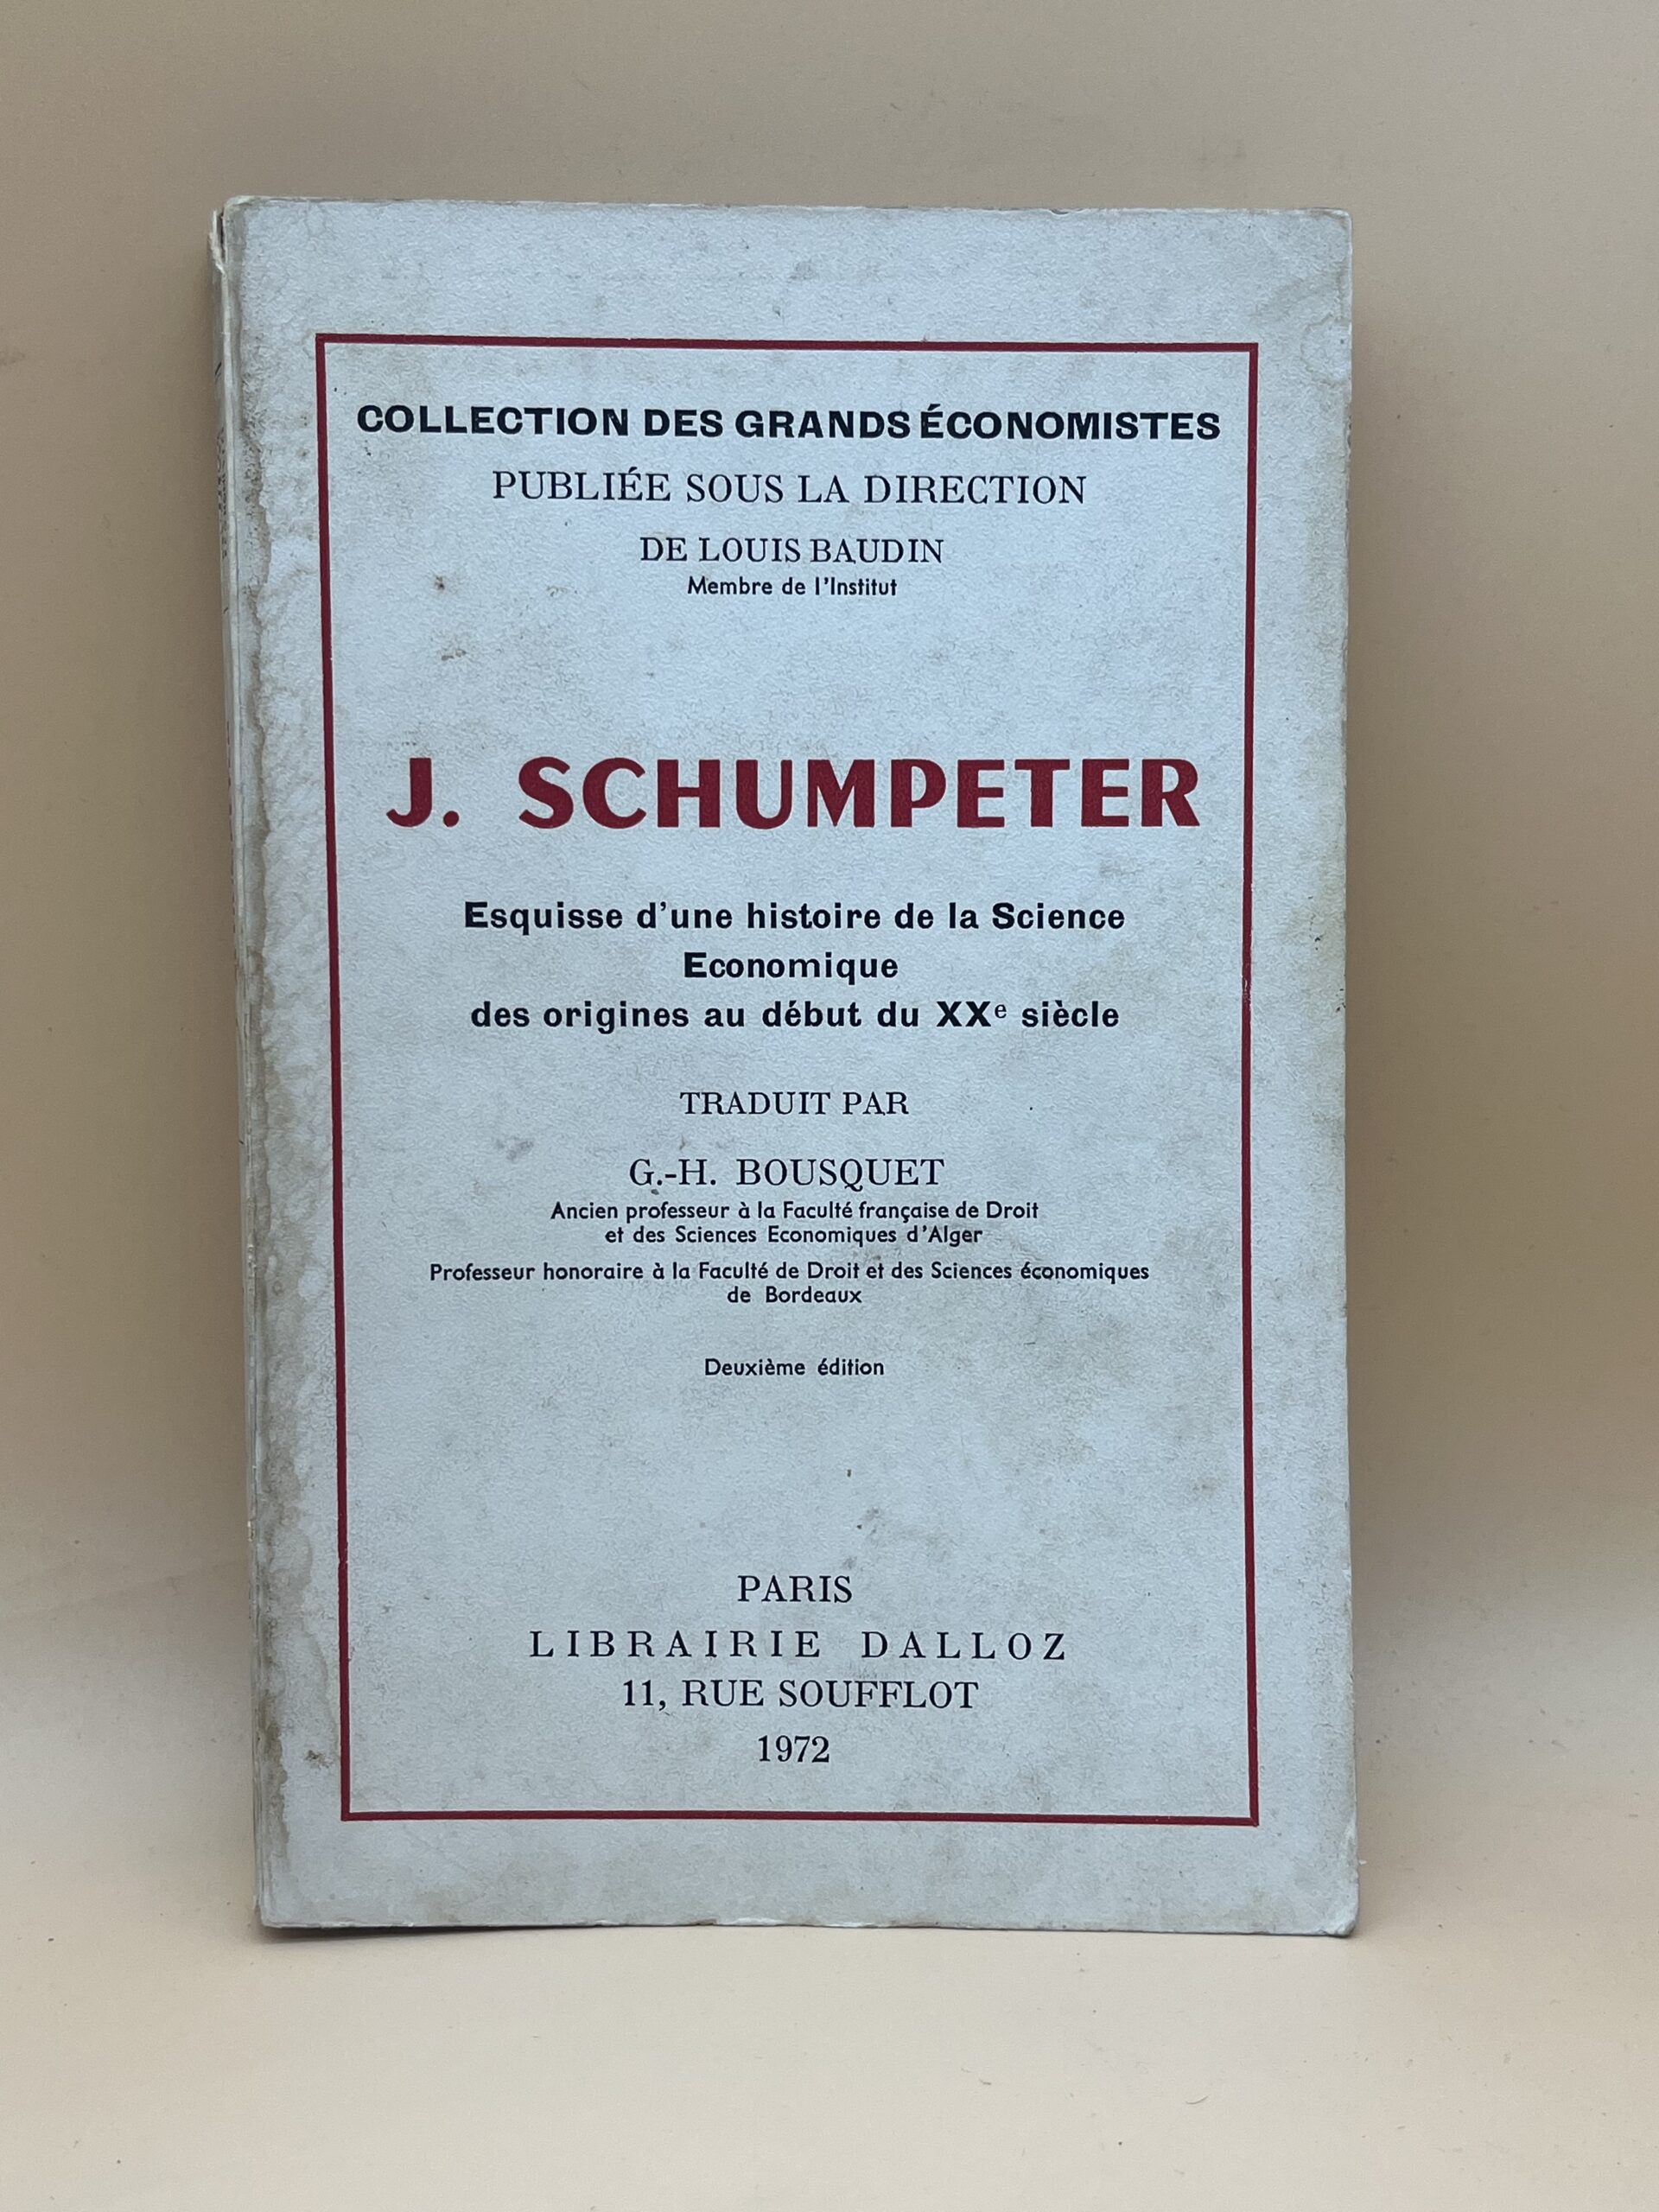 COLLECTION DES GRANDS ÉCONOMISTES
PUBLIÉE SOUS LA DIRECTION
DE LOUIS BAUDIN
Membre de l'Institut
J. SCHUMPETER
Esquisse d'une histoire de la Science
Economique
des origines au début du XXe siècle
TRADUIT PAR
G.-H. BOUSQUET
Ancien professeur à la Faculté française de Droit
et des Sciences Economiques d'Alger
Professeur honoraire à la Faculté de Droit et des Sciences économiques
de Bordeaux
Deuxième édition
PARIS
LIBRAIRIE DALLOZ
11, RUE SOUFFLOT
1972